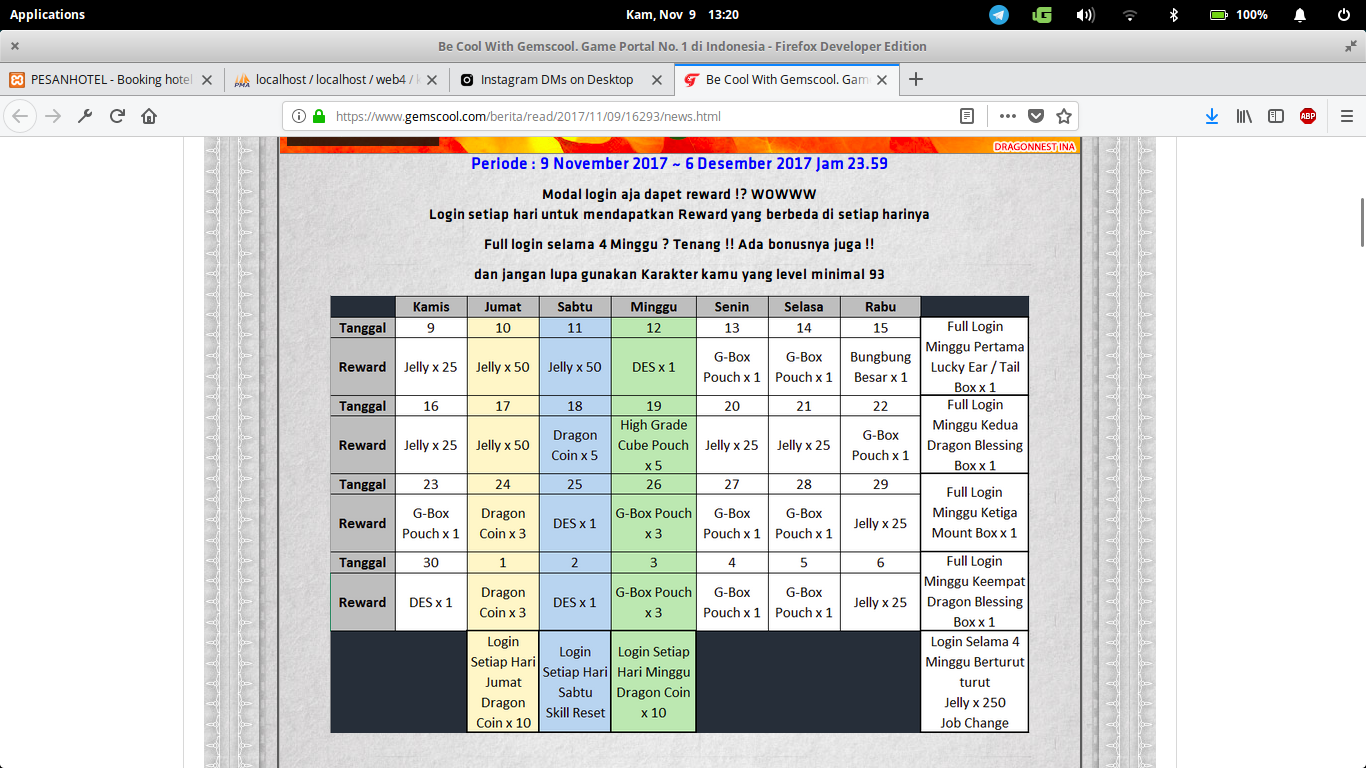 Applications
Kam, Nov 9 13:20
100%
Be Cool With Gemscool. Game Portal No. 1 di Indonesia - Firefox Developer Edition
PESANHOTEL - Booking hotel
localhost / localhost / web4 /
Instagram DMs on Desktop
Be Cool With Gemscool. Gam
https://www.gemscool.com/berita/read/2017/11/09/16293/news.html
ABP
DRAGONNEST INA
Periode : 9 November 2017 ~ 6 Desember 2017 Jam 23.59
Modal login aja dapet reward !? WOWWW
Login setiap hari untuk mendapatkan Reward yang berbeda di setiap harinya
Full login selama 4 Minggu ? Tenang !! Ada bonusnya juga !!
dan jangan lupa gunakan Karakter kamu yang level minimal 93
Kamis Jumat Sabtu Minggu Senin Selasa Rabu
Tanggal 9 10 11 12 13 14 15
Reward
Jelly x 25
Jelly x 50
Jelly x 50
DES x 1
G-Box
Pouch x 1
G-Box
Pouch x 1
Bungbung
Besar x 1
Full Login
Minggu Pertama
Lucky Ear / Tail
Box x 1
Tanggal 16 17 18 19 20 21 22
Reward
Jelly x 25
Jelly x 50
Dragon
Coin x 5
High Grade
Cube Pouch
x 5
Jelly x 25
Jelly x 25
G-Box
Pouch x 1
Full Login
Minggu Kedua
Dragon Blessing
Box x 1
Tanggal 23 24 25 26 27 28 29
Reward
G-Box
Pouch x 1
Dragon
Coin x 3
DES x 1
G-Box Pouch
x 3
G-Box
Pouch x 1
G-Box
Pouch x 1
Jelly x 25
Full Login
Minggu Ketiga
Mount Box x 1
Tanggal 30 1 2 3 4 5 6
Reward
DES x 1
Dragon
Coin x 3
DES x 1
G-Box Pouch
x 3
G-Box
Pouch x 1
G-Box
Pouch x 1
Jelly x 25
Full Login
Minggu Keempat
Dragon Blessing
Box x 1
Login
Setiap Hari
Jumat
Dragon
Coin x 10
Login
Setiap Hari
Sabtu
Skill Reset
Login Setiap
Hari Minggu
Dragon Coin
x 10
Login Selama 4
Minggu Berturut
turut
Jelly x 250
Job Change